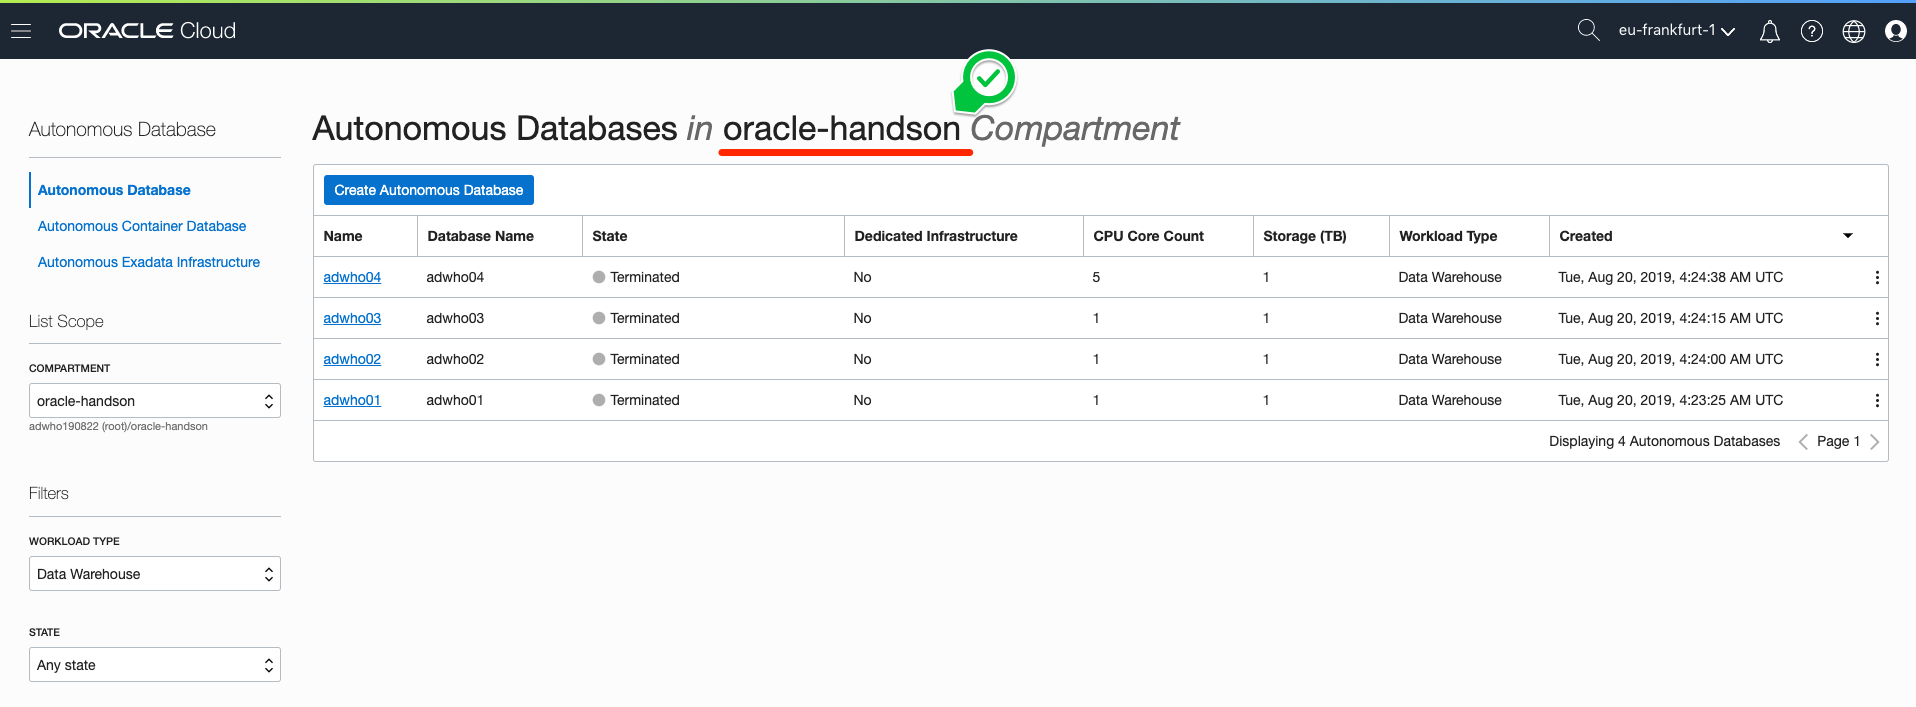 ORACLE Cloud
eu-frankfurt-1
Autonomous Database
Autonomous Database
Autonomous Container Database
Autonomous Exadata Infrastructure
List Scope
COMPARTMENT
oracle-handson
adwho190822 (root)/oracle-handson
Filters
WORKLOAD TYPE
Data Warehouse
STATE
Any state
Autonomous Databases in oracle-handson Compartment
Create Autonomous Database
Name Database Name State Dedicated Infrastructure CPU Core Count Storage (TB) Workload Type Created
adwho04 adwho04 Terminated No 5 1 Data Warehouse Tue, Aug 20, 2019, 4:24:38 AM UTC
adwho03 adwho03 Terminated No 1 1 Data Warehouse Tue, Aug 20, 2019, 4:24:15 AM UTC
adwho02 adwho02 Terminated No 1 1 Data Warehouse Tue, Aug 20, 2019, 4:24:00 AM UTC
adwho01 adwho01 Terminated No 1 1 Data Warehouse Tue, Aug 20, 2019, 4:23:25 AM UTC
Displaying 4 Autonomous Databases Page 1